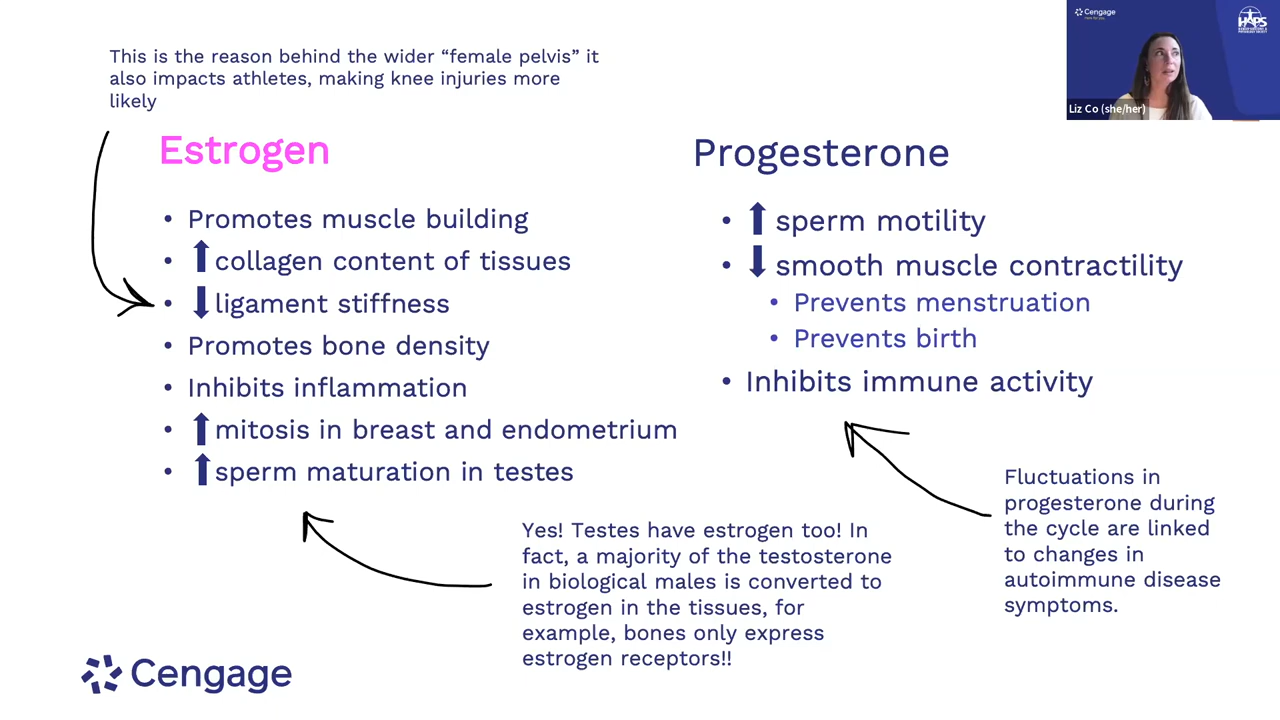 This is the reason behind the wider “female pelvis” it
also impacts athletes, making knee injuries more
likely
Estrogen
• Promotes muscle building
• ⬆collagen content of tissues
• ⬇ligament stiffness
• Promotes bone density
• Inhibits inflammation
• ⬆mitosis in breast and endometrium
• ⬆sperm maturation in testes
Yes! Testes have estrogen too! In
fact, a majority of the testosterone
in biological males is converted to
estrogen in the tissues, for
example, bones only express
estrogen receptors!!
Progesterone
• ⬆sperm motility
• ⬇smooth muscle contractility
• Prevents menstruation
• Prevents birth
• Inhibits immune activity
Fluctuations in
progesterone during
the cycle are linked
to changes in
autoimmune disease
symptoms.
Cengage
Cengage
HAPS
Liz Co (she/her)